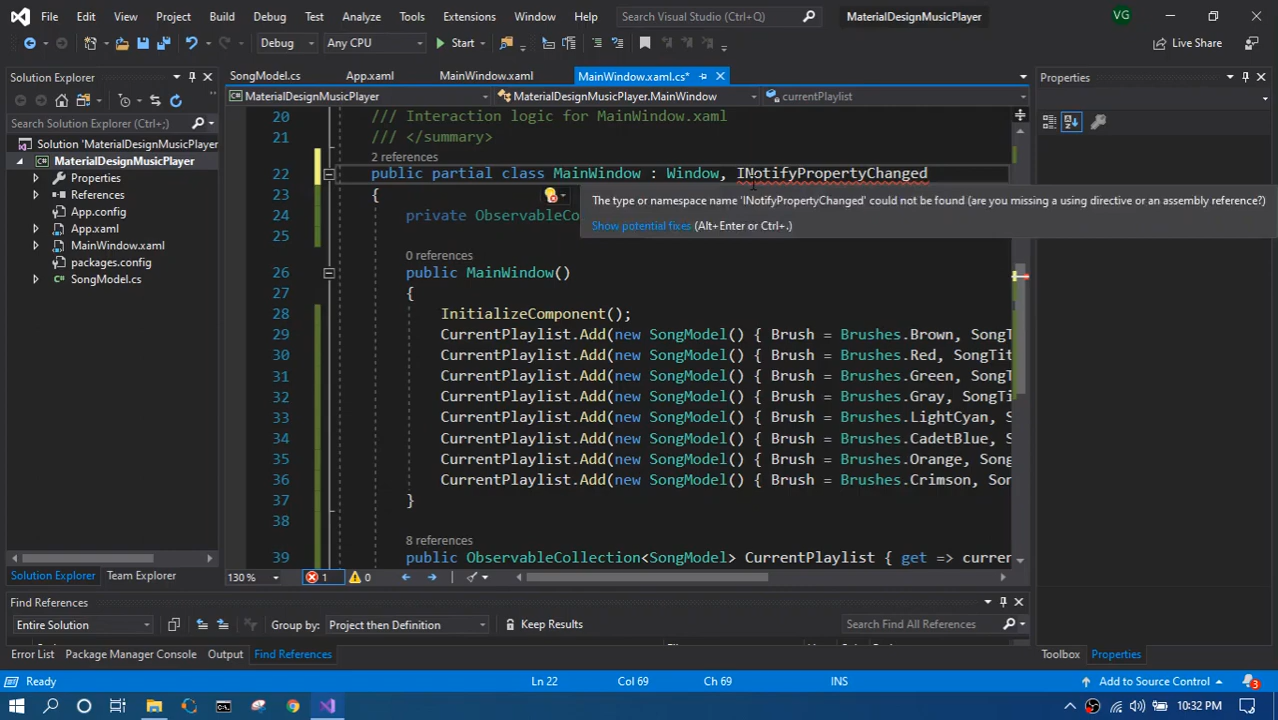 File Edit View Project Build Debug Test Analyze Tools Extensions Window Help Search Visual Studio (Ctrl+Q) MaterialDesignMusicPlayer VG
Debug Any CPU Start Live Share
Solution Explorer SongModel.cs App.xaml MainWindow.xaml MainWindow.xaml.cs* Properties
MaterialDesignMusicPlayer MaterialDesignMusicPlayer.MainWindow currentPlaylist
Search Solution Explorer (Ctrl+;)
Solution 'MaterialDesignMusicPlayer
MaterialDesignMusicPlayer
Properties
References
App.config
App.xaml
MainWindow.xaml
packages.config
SongModel.cs
20 /// Interaction logic for MainWindow.xaml
21 /// </summary>
2 references
22 public partial class MainWindow : Window, INotifyPropertyChanged
23 {
The type or namespace name 'INotifyPropertyChanged' could not be found (are you missing a using directive or an assembly reference?)
Show potential fixes (Alt+Enter or Ctrl+.)
24 private ObservableCo
25
0 references
26 public MainWindow()
27 {
28 InitializeComponent();
29 CurrentPlaylist.Add(new SongModel() { Brush = Brushes.Brown, SongT
30 CurrentPlaylist.Add(new SongModel() { Brush = Brushes.Red, SongTit
31 CurrentPlaylist.Add(new SongModel() { Brush = Brushes.Green, SongT
32 CurrentPlaylist.Add(new SongModel() { Brush = Brushes.Gray, SongTi
33 CurrentPlaylist.Add(new SongModel() { Brush = Brushes.LightCyan, S
34 CurrentPlaylist.Add(new SongModel() { Brush = Brushes.CadetBlue, S
35 CurrentPlaylist.Add(new SongModel() { Brush = Brushes.Orange, Song
36 CurrentPlaylist.Add(new SongModel() { Brush = Brushes.Crimson, Son
37 }
38
8 references
39 public ObservableCollection<SongModel> CurrentPlaylist { get => curren
Solution Explorer Team Explorer 130 % 1 0
Find References
Entire Solution Group by: Project then Definition Keep Results Search Find All References
Error List Package Manager Console Output Find References Toolbox Properties
Ready Ln 22 Col 69 Ch 69 INS Add to Source Control 3
10:32 PM